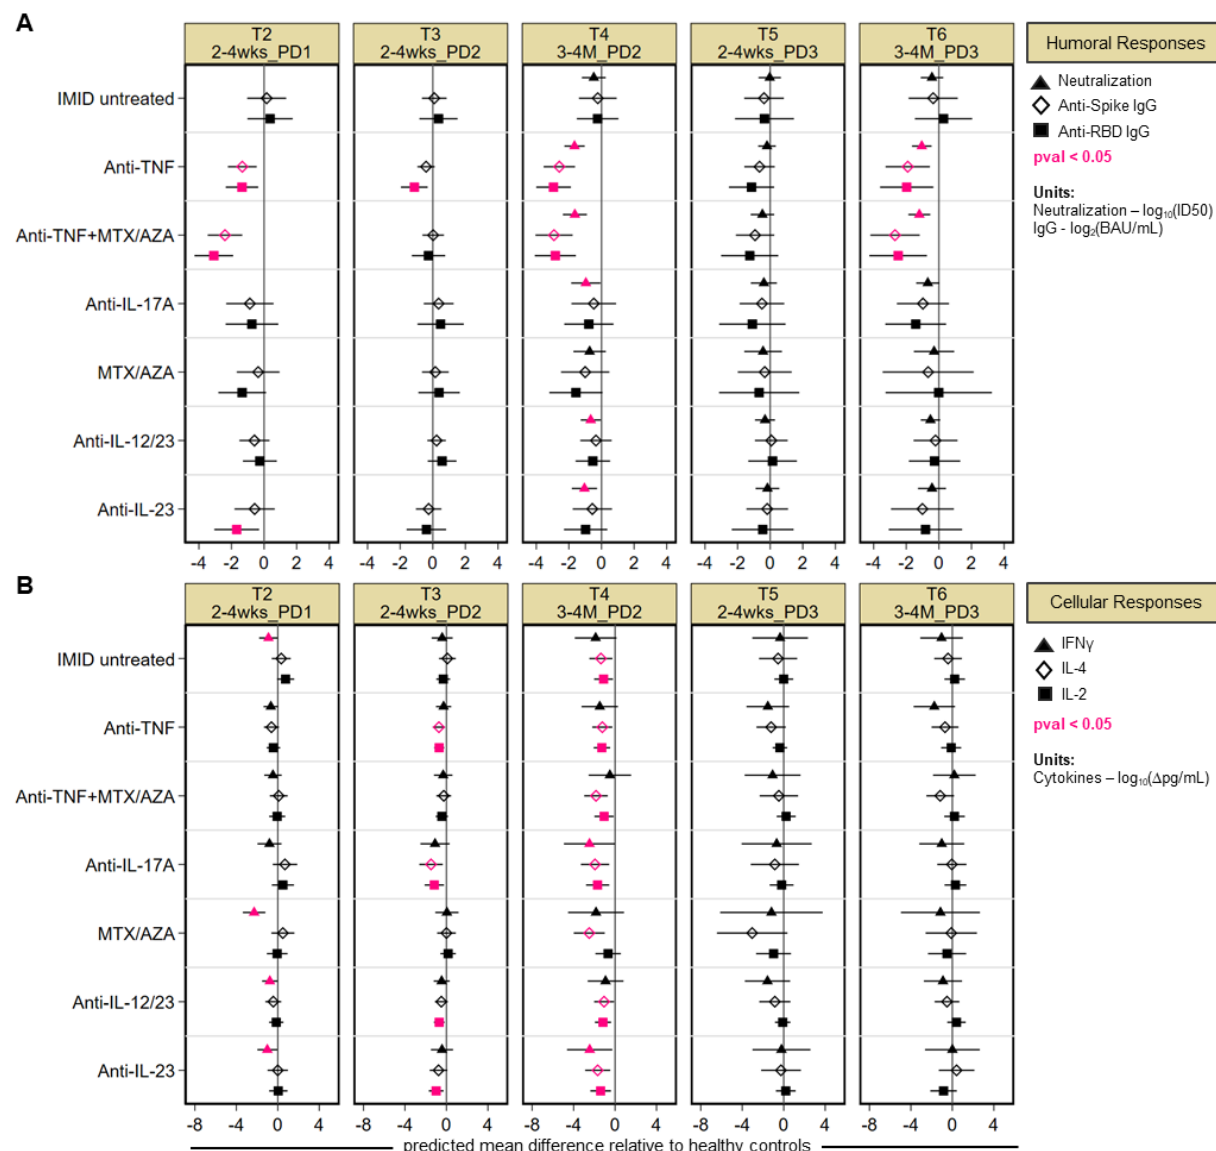 A
T2
2-4wks_PD1
T3
2-4wks_PD2
T4
3-4M_PD2
T5
2-4wks_PD3
T6
3-4M_PD3
Humoral Responses
Neutralization
Anti-Spike IgG
Anti-RBD IgG
pval < 0.05
Units:
Neutralization – log₁₀(ID50)
IgG - log₂(BAU/mL)
IMID untreated
Anti-TNF
Anti-TNF+MTX/AZA
Anti-IL-17A
MTX/AZA
Anti-IL-12/23
Anti-IL-23
-4 -2 0 2 4
-4 -2 0 2 4
-4 -2 0 2 4
-4 -2 0 2 4
-4 -2 0 2 4
B
T2
2-4wks_PD1
T3
2-4wks_PD2
T4
3-4M_PD2
T5
2-4wks_PD3
T6
3-4M_PD3
Cellular Responses
IFNγ
IL-4
IL-2
pval < 0.05
Units:
Cytokines – log₁₀(Δpg/mL)
IMID untreated
Anti-TNF
Anti-TNF+MTX/AZA
Anti-IL-17A
MTX/AZA
Anti-IL-12/23
Anti-IL-23
-8 -4 0 4
-8 -4 0 4
-8 -4 0 4
-8 -4 0 4
-8 -4 0 4
predicted mean difference relative to healthy controls